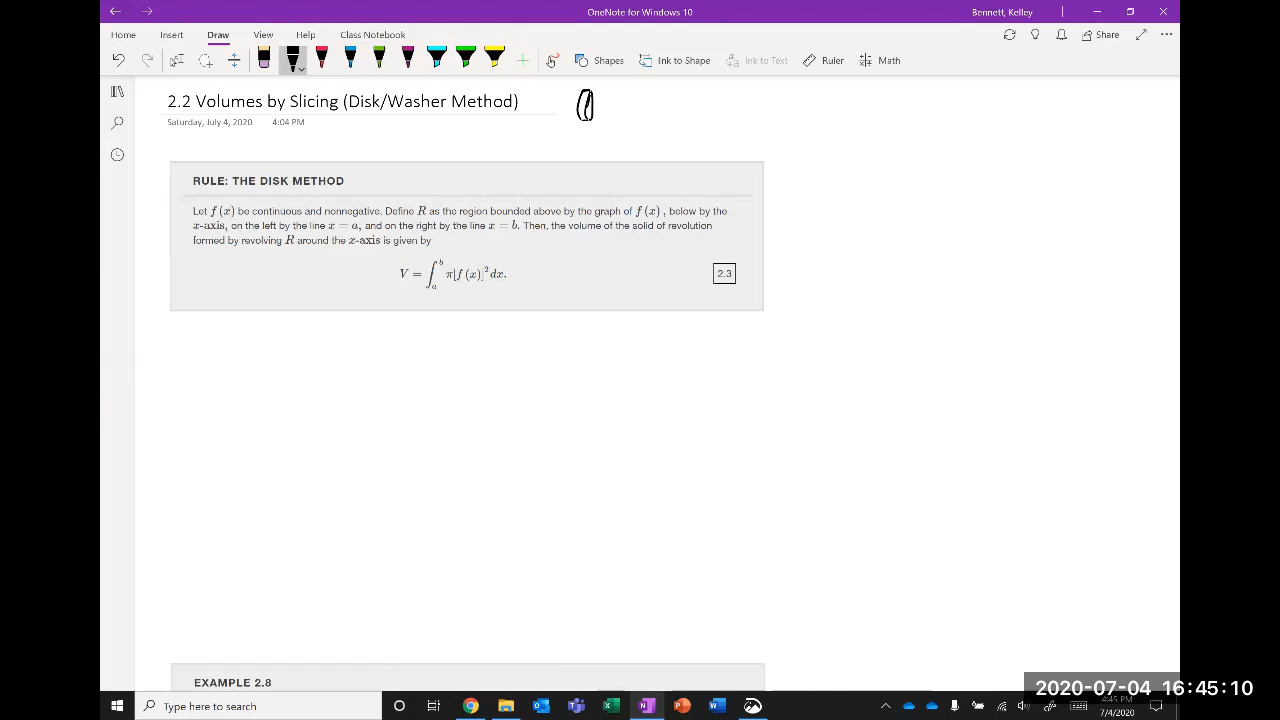 OneNote for Windows 10
Bennett, Kelley
Home Insert Draw View Help Class Notebook
Share
Shapes Ink to Shape Ink to Text Ruler Math
2.2 Volumes by Slicing (Disk/Washer Method)
Saturday, July 4, 2020 4:04 PM
RULE: THE DISK METHOD
Let f(x) be continuous and nonnegative. Define R as the region bounded above by the graph of f(x), below by the
x-axis, on the left by the line x = a, and on the right by the line x = b. Then, the volume of the solid of revolution
formed by revolving R around the x-axis is given by
V = ∫_a^b π[f(x)]² dx.
2.3
EXAMPLE 2.8
Type here to search
2020-07-04 16:45:10
4:45 PM
7/4/2020